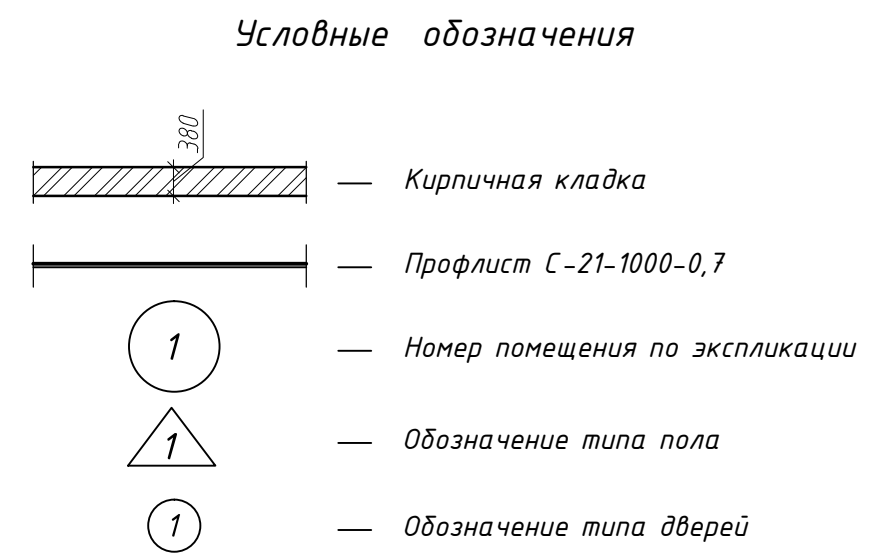 Условные обозначения
380
— Кирпичная кладка
— Профлист С-21-1000-0,7
1 — Номер помещения по экспликации
1 — Обозначение типа пола
1 — Обозначение типа дверей